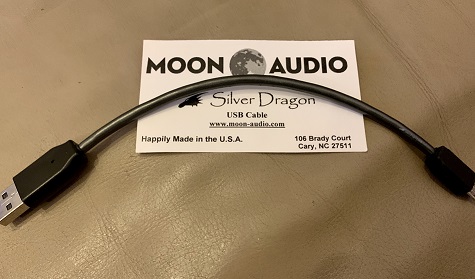 MOON AUDIO
Silver Dragon
USB Cable
www.moon-audio.com
Happily Made in the U.S.A.
106 Brady Court
Cary, NC 27511